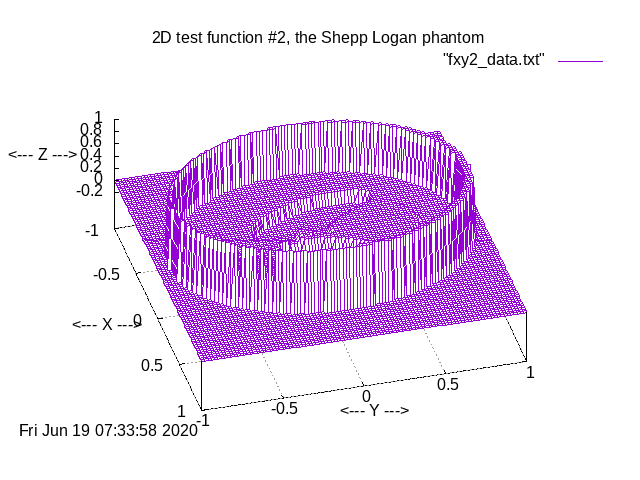 2D test function #2, the Shepp Logan phantom
"fxy2_data.txt"
1
0.8
0.6
0.4
0.2
0
-0.2
<--- Z --->
-1
-0.5
0
0.5
1
<--- X --->
-1
-0.5
0
0.5
1
<--- Y --->
Fri Jun 19 07:33:58 2020